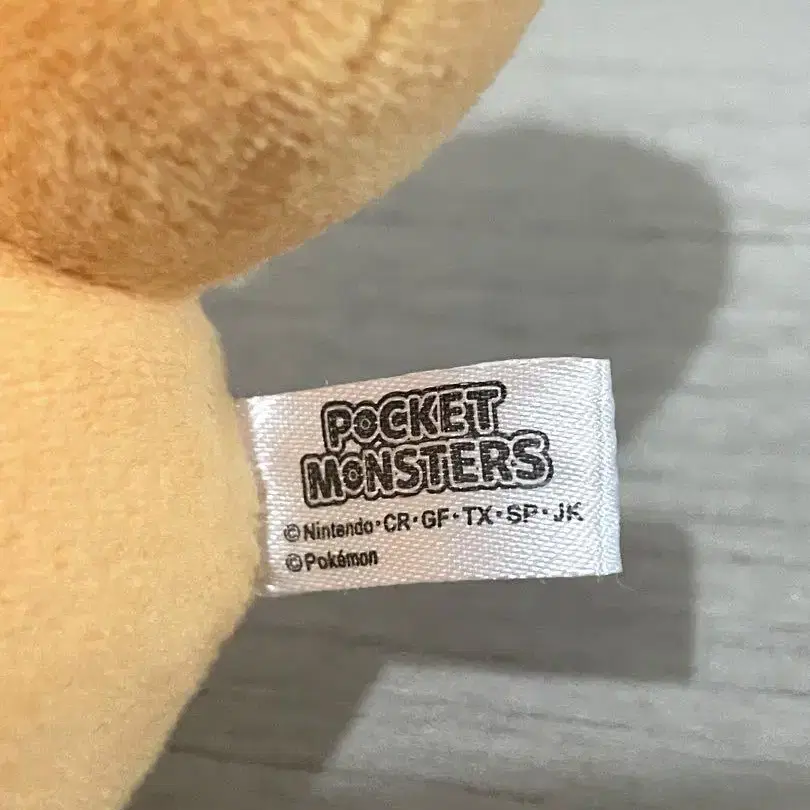 POCKET
MONSTERS
©Nintendo・CR・GF・TX・SP・JK
©Pokémon